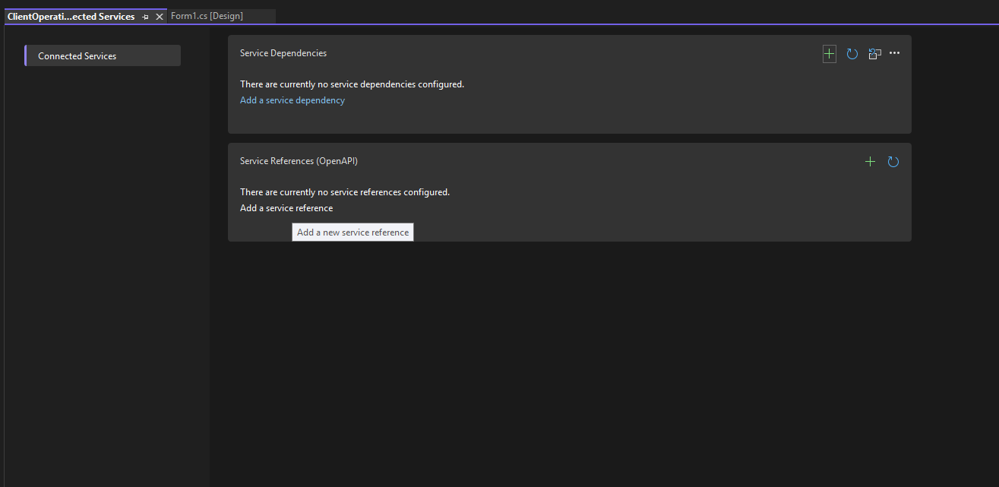 ClientOperati...ected Services
Form1.cs [Design]
Connected Services
Service Dependencies
There are currently no service dependencies configured.
Add a service dependency
Service References (OpenAPI)
There are currently no service references configured.
Add a service reference
Add a new service reference